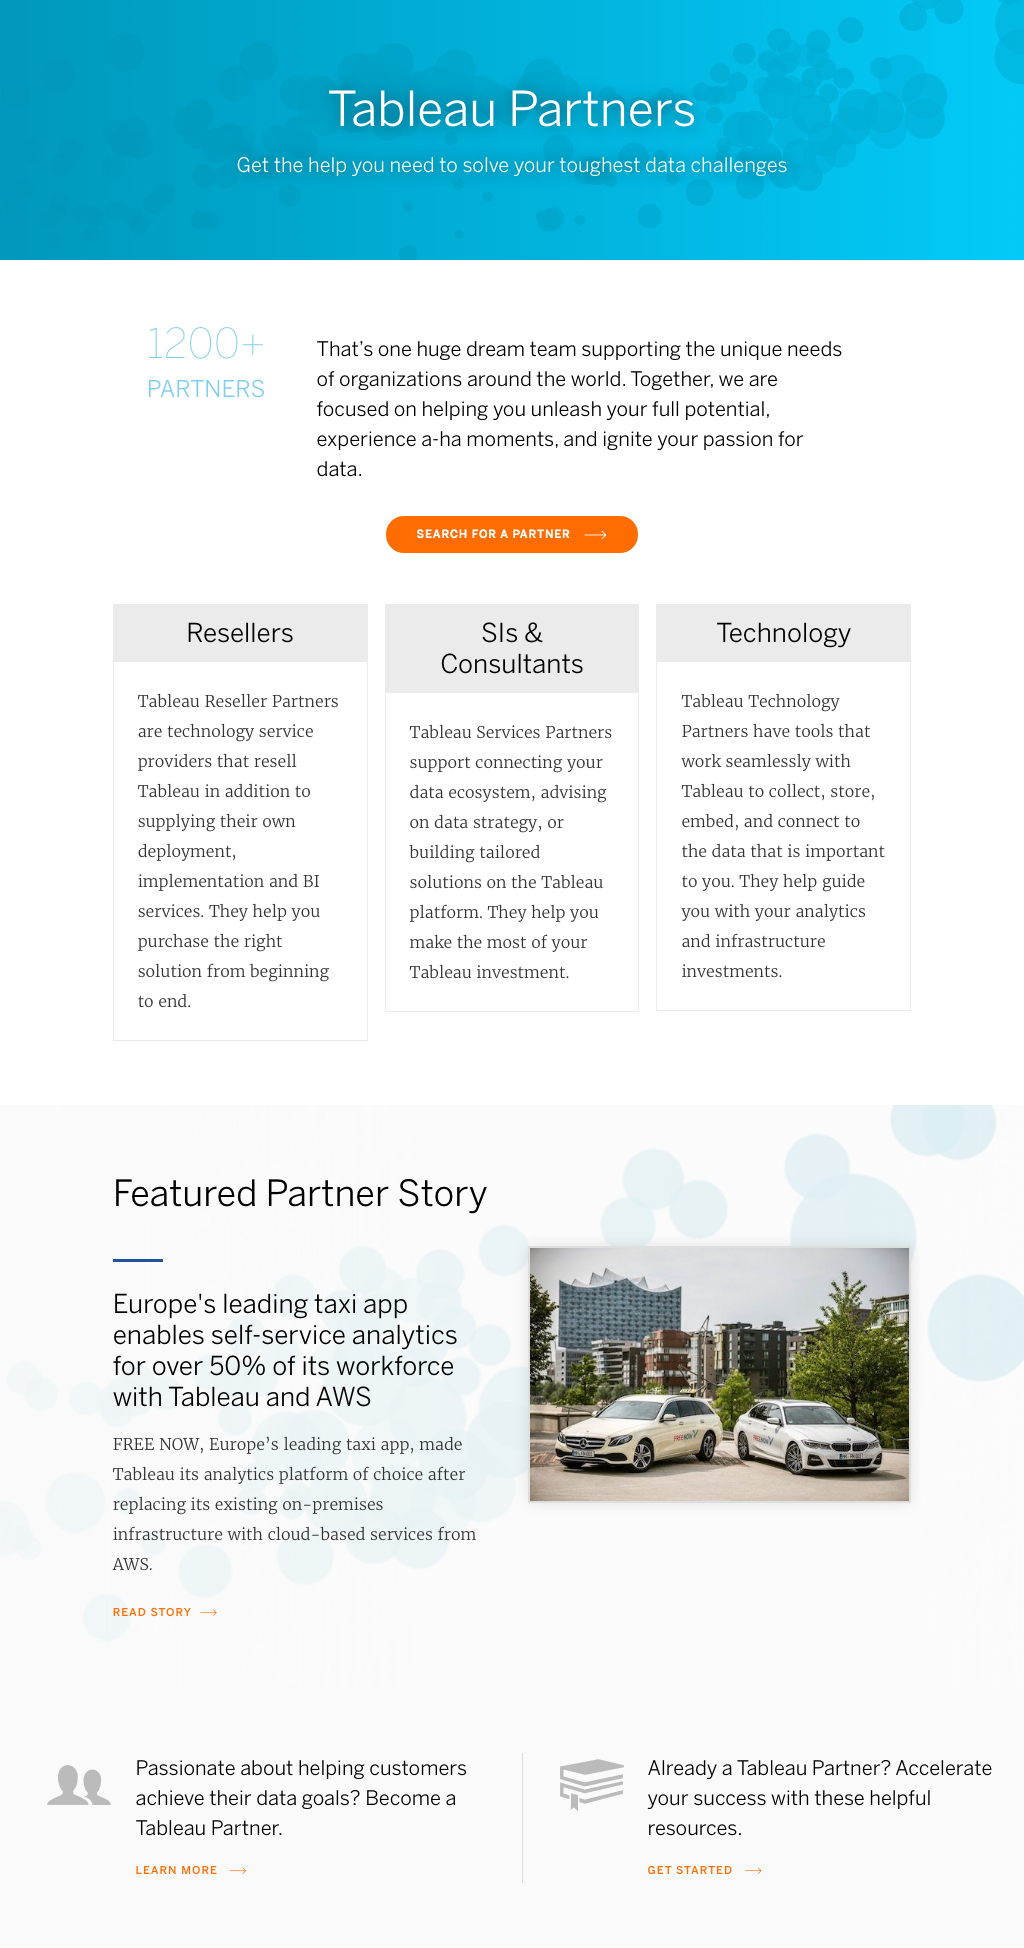 Tableau Partners
Get the help you need to solve your toughest data challenges
1200+
PARTNERS
That's one huge dream team supporting the unique needs
of organizations around the world. Together, we are
focused on helping you unleash your full potential,
experience a-ha moments, and ignite your passion for
data.
SEARCH FOR A PARTNER
Resellers
Tableau Reseller Partners
are technology service
providers that resell
Tableau in addition to
supplying their own
deployment,
implementation and BI
services. They help you
purchase the right
solution from beginning
to end.
SIs &
Consultants
Tableau Services Partners
support connecting your
data ecosystem, advising
on data strategy, or
building tailored
solutions on the Tableau
platform. They help you
make the most of your
Tableau investment.
Technology
Tableau Technology
Partners have tools that
work seamlessly with
Tableau to collect, store,
embed, and connect to
the data that is important
to you. They help guide
you with your analytics
and infrastructure
investments.
Featured Partner Story
Europe's leading taxi app
enables self-service analytics
for over 50% of its workforce
with Tableau and AWS
FREE NOW, Europe's leading taxi app, made
Tableau its analytics platform of choice after
replacing its existing on-premises
infrastructure with cloud-based services from
AWS.
READ STORY
FREENOW
FREENOW
Passionate about helping customers
achieve their data goals? Become a
Tableau Partner.
LEARN MORE
Already a Tableau Partner? Accelerate
your success with these helpful
resources.
GET STARTED